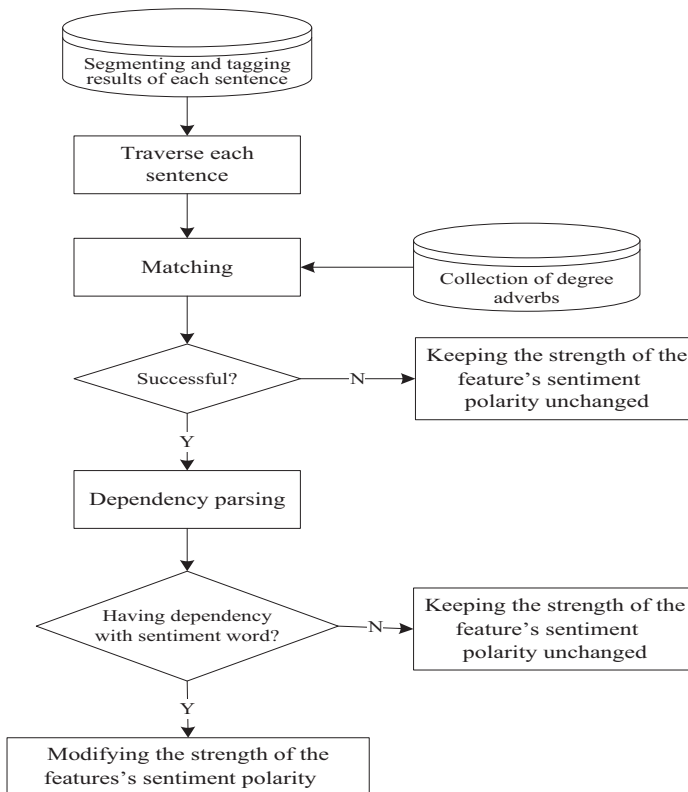 Segmenting and tagging
results of each sentence
Traverse each
sentence
Matching
Collection of degree
adverbs
Successful?
N
Keeping the strength of the
feature's sentiment
polarity unchanged
Y
Dependency parsing
Having dependency
with sentiment word?
N
Keeping the strength of the
feature's sentiment
polarity unchanged
Y
Modifying the strength of the
features's sentiment polarity